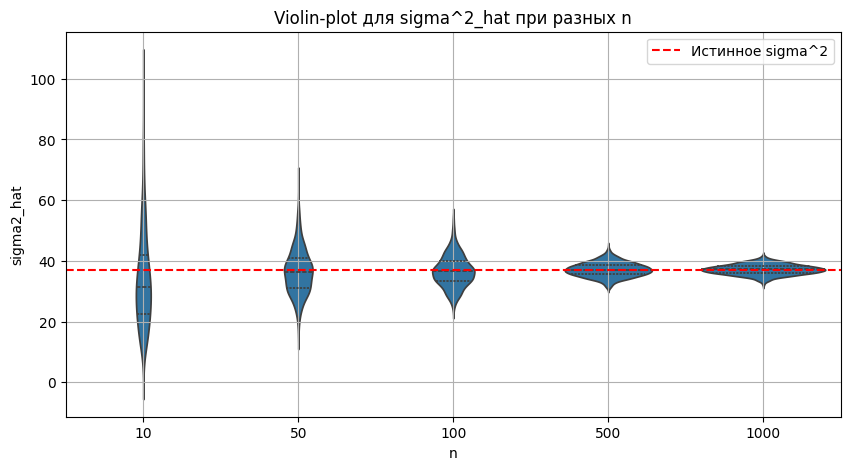 Violin-plot для sigma^2_hat при разных n
Истинное sigma^2
sigma2_hat
100
80
60
40
20
0
10 50 100 500 1000
n